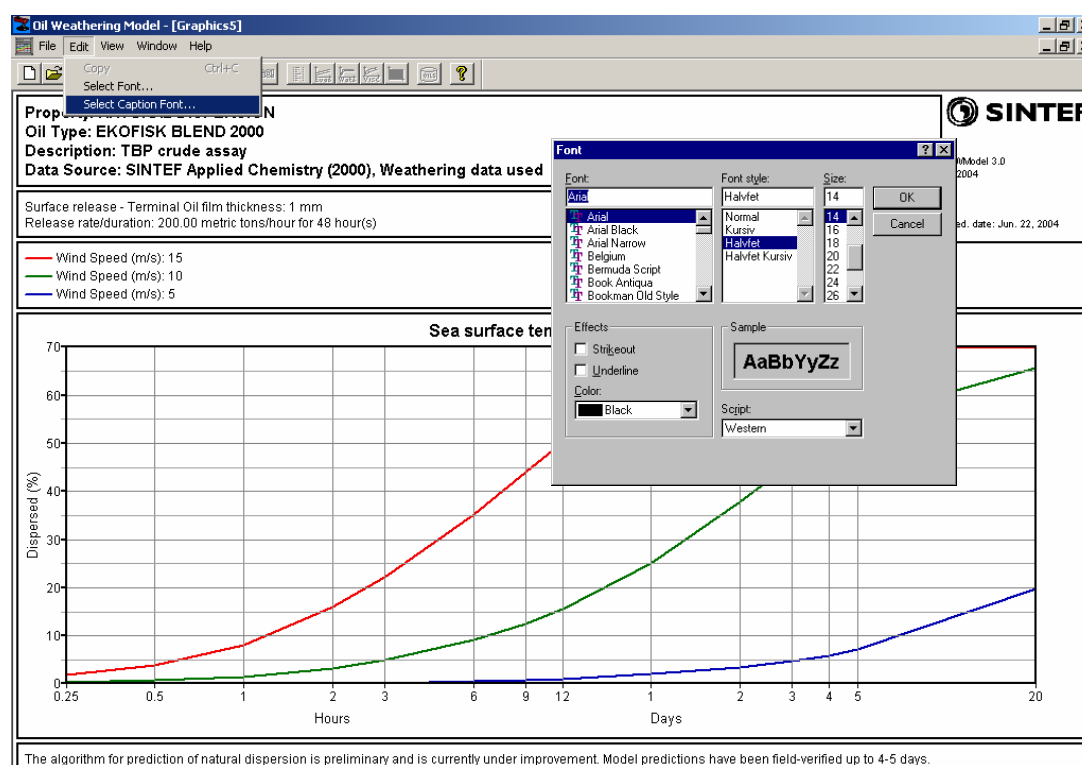 Oil Weathering Model - [Graphics5]
File Edit View Window Help
Copy Ctrl+C
Select Font...
Select Caption Font...
Oil Type: EKOFISK BLEND 2000
Description: TBP crude assay
Data Source: SINTEF Applied Chemistry (2000), Weathering data used
SINTEF
Model 3.0
2004
date: Jun. 22, 2004
Surface release - Terminal Oil film thickness: 1 mm
Release rate/duration: 200.00 metric tons/hour for 48 hour(s)
Wind Speed (m/s): 15
Wind Speed (m/s): 10
Wind Speed (m/s): 5
Font
Font: Font style: Size:
Arial Halvfet 14
OK
Cancel
Arial Normal 14
Arial Black Kursiv 16
Arial Narrow Halvfet 18
Belgium Halvfet Kursiv 20
Bermuda Script 22
Book Antiqua 24
Bookman Old Style 26
Effects
Strikeout
Underline
Color:
Black
Sample
AaBbYyZz
Script:
Western
Sea surface
Dispersed (%)
70
60
50
40
30
20
10
0
0.25 0.5 1 2 3 6 9 12 1 2 3 4 5 20
Hours Days
The algorithm for prediction of natural dispersion is preliminary and is currently under improvement. Model predictions have been field-verified up to 4-5 days.